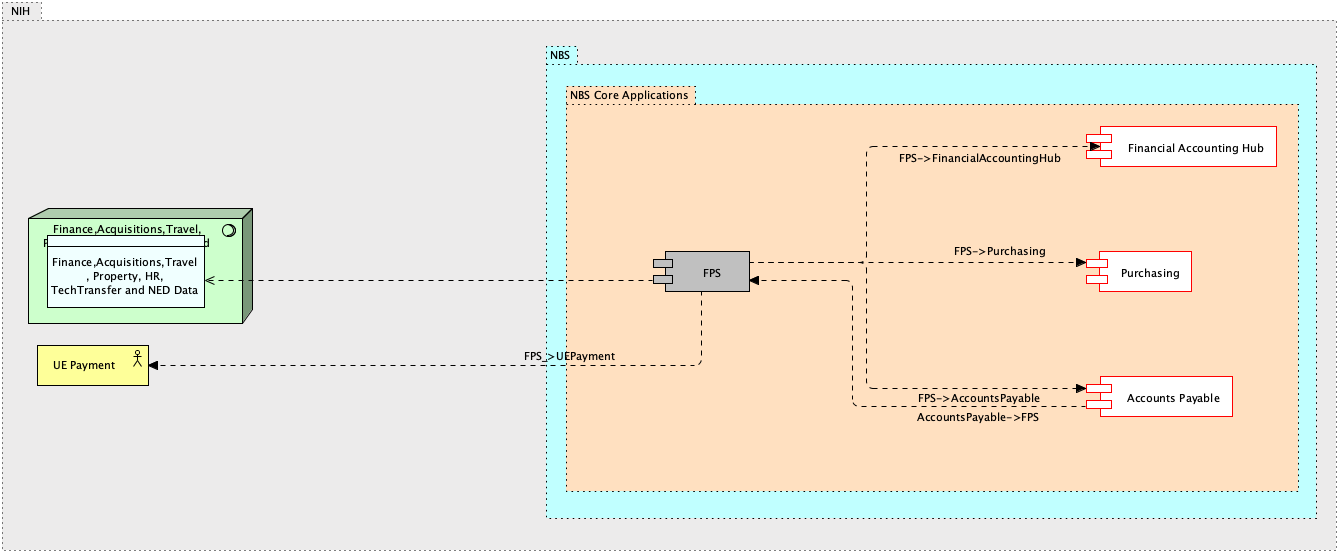 NIH
NBS
NBS Core Applications
Financial Accounting Hub
FPS->FinancialAccountingHub
Finance,Acquisitions,Travel,
Finance,Acquisitions,Travel
, Property, HR,
TechTransfer and NED Data
FPS
FPS->Purchasing
Purchasing
UE Payment
FPS_>UEPayment
FPS->AccountsPayable
AccountsPayable->FPS
Accounts Payable